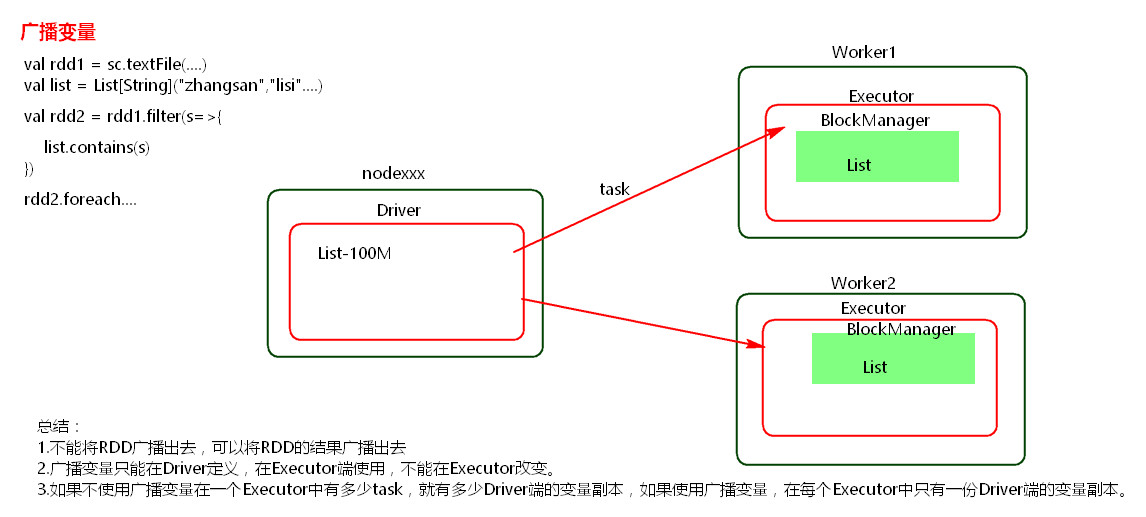 广播变量
val rdd1 = sc.textFile(....)
val list = List[String]("zhangsan","lisi"....)
val rdd2 = rdd1.filter(s=>{
list.contains(s)
})
rdd2.foreach....
nodexxx
Driver
List-100M
task
Worker1
Executor
BlockManager
List
Worker2
Executor
BlockManager
List
总结：
1.不能将RDD广播出去，可以将RDD的结果广播出去
2.广播变量只能在Driver定义，在Executor端使用，不能在Executor改变。
3.如果不使用广播变量在一个Executor中有多少task，就有多少Driver端的变量副本，如果使用广播变量，在每个Executor中只有一份Driver端的变量副本。